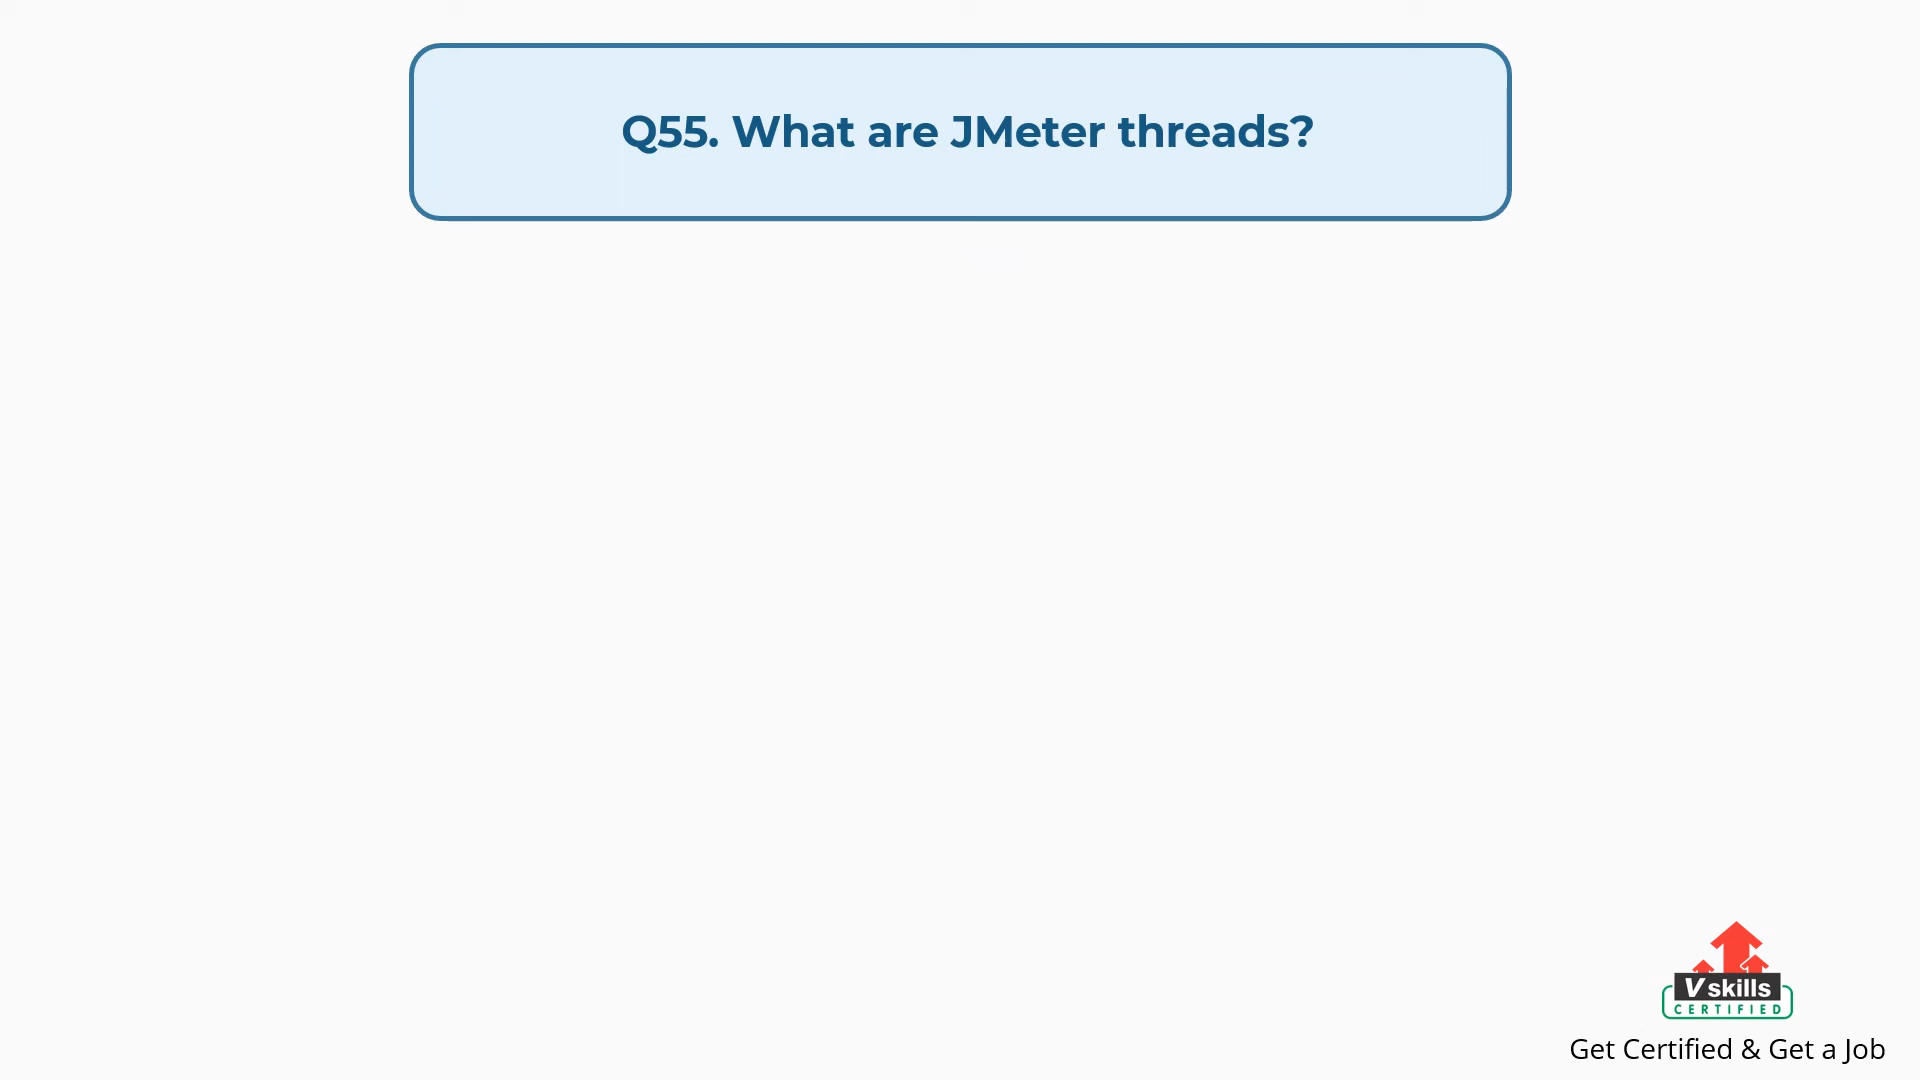 Q55. What are JMeter threads?
Vskills
CERTIFIED
Get Certified & Get a Job